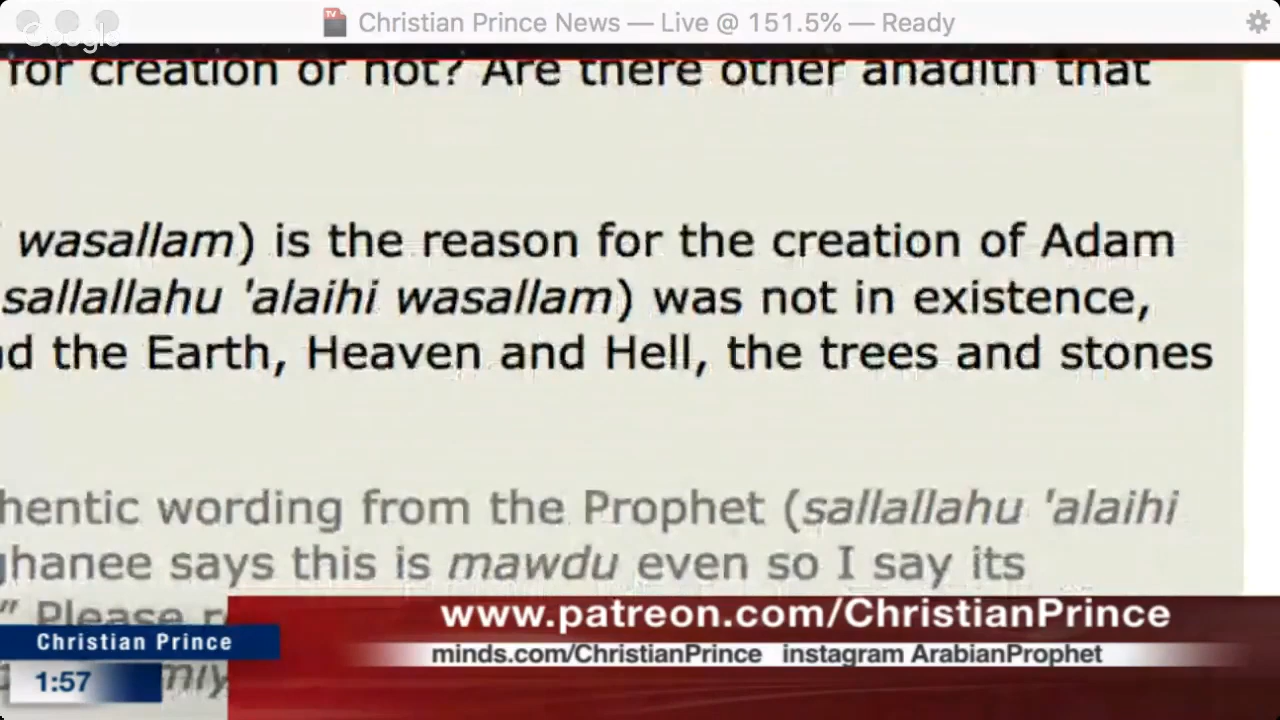 Christian Prince News — Live @ 151.5% — Ready
Google
for creation or not? Are there other ahadith that
wasallam) is the reason for the creation of Adam
sallallahu 'alaihi wasallam) was not in existence,
the Earth, Heaven and Hell, the trees and stones
wording from the Prophet (sallallahu 'alaihi
says this is mawdu even so I say its
" Please
www.patreon.com/ChristianPrince
Christian Prince
minds.com/ChristianPrince instagram ArabianProphet
1:57